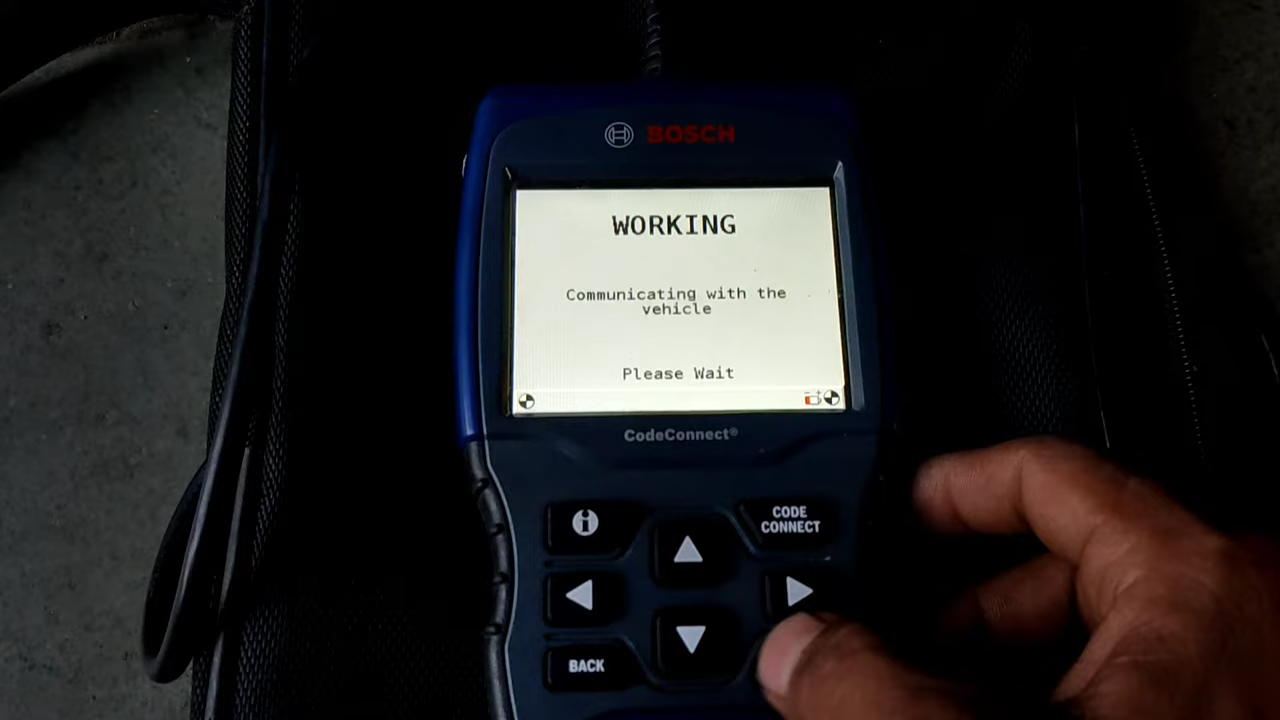 BOSCH
WORKING
Communicating with the
vehicle
Please Wait
CodeConnect®
CODE
CONNECT
BACK